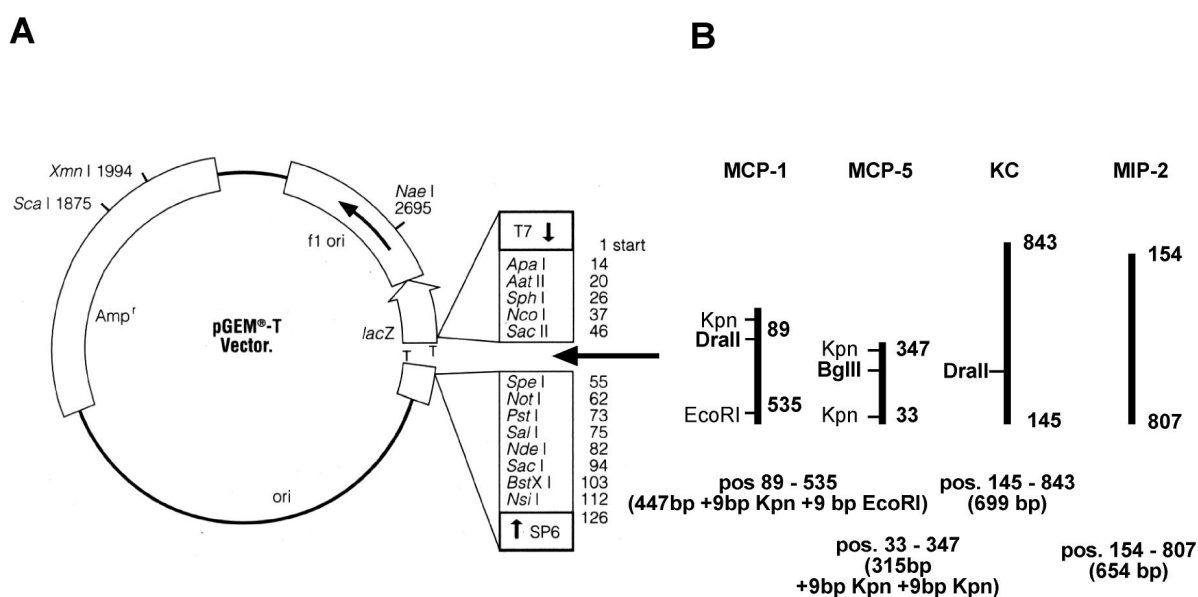 A
B
Xmn I 1994
Sca I 1875
Nae I
2695
f1 ori
Amp r
pGEM®-T
Vector.
lacZ
T T
ori
T7 ↓
1 start
Apa I 14
Aat II 20
Sph I 26
Nco I 37
Sac II 46
Spe I 55
Not I 62
Pst I 73
Sal I 75
Nde I 82
Sac I 94
BstX I 103
Nsi I 112
126
↑ SP6
MCP-1 MCP-5 KC MIP-2
Kpn
89
DraII
EcoRI
535
Kpn
347
BglII
Kpn
33
843
DraII
145
154
807
pos 89 - 535
(447bp +9bp Kpn +9 bp EcoRI)
pos. 33 - 347
(315bp
+9bp Kpn +9bp Kpn)
pos. 145 - 843
(699 bp)
pos. 154 - 807
(654 bp)